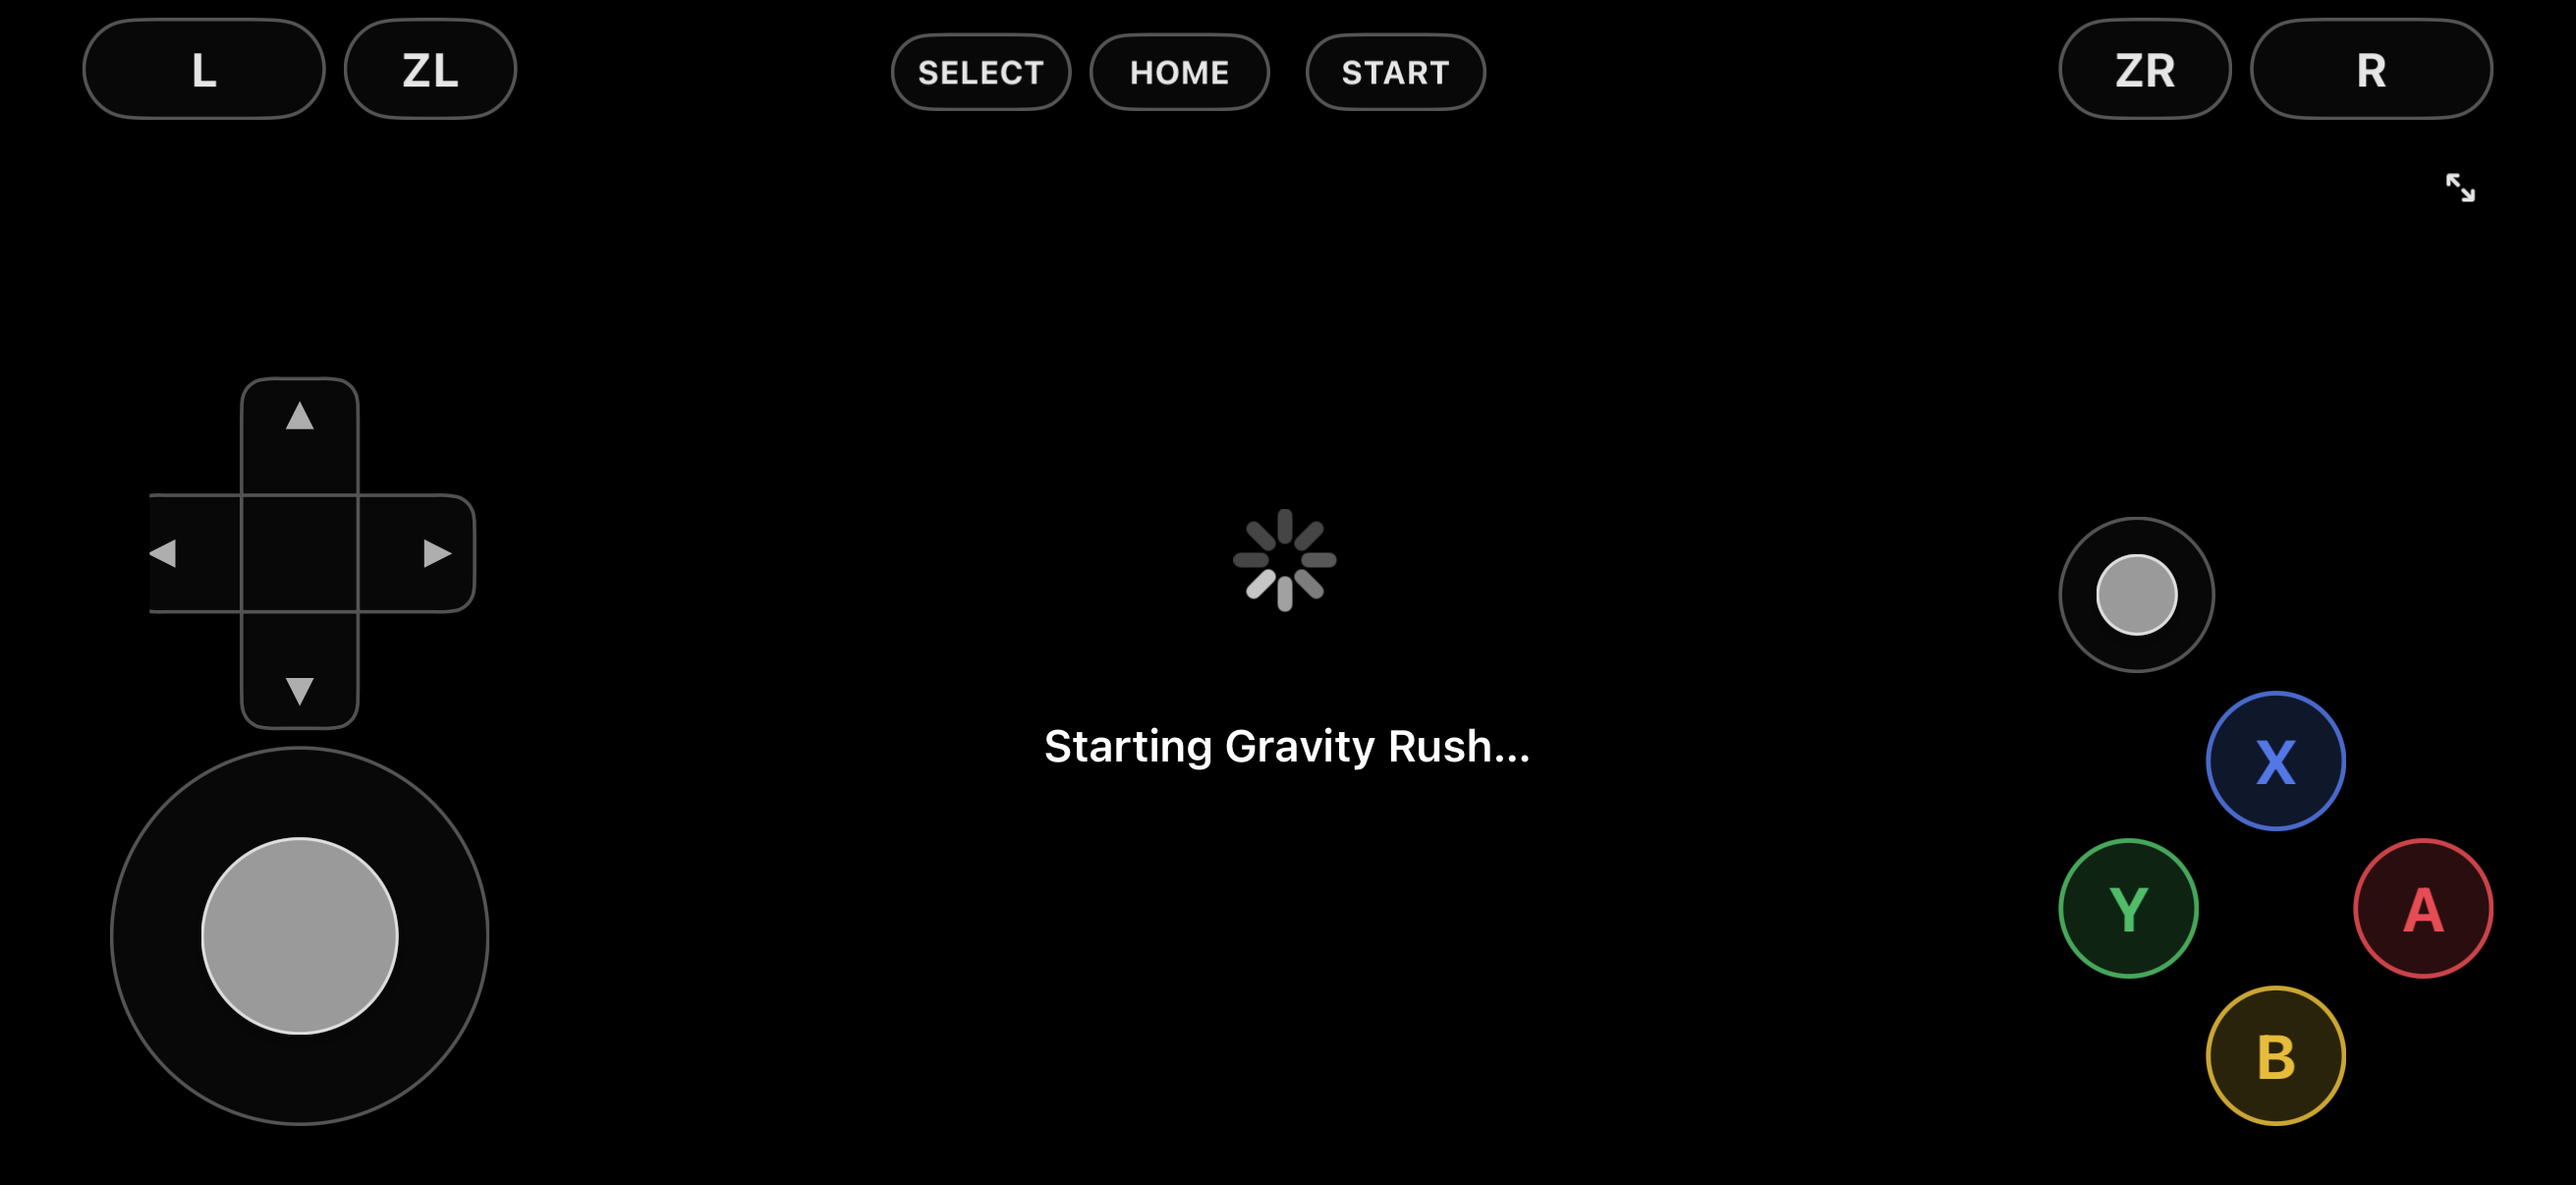 L ZL SELECT HOME START ZR R
Starting Gravity Rush...
X
Y A
B